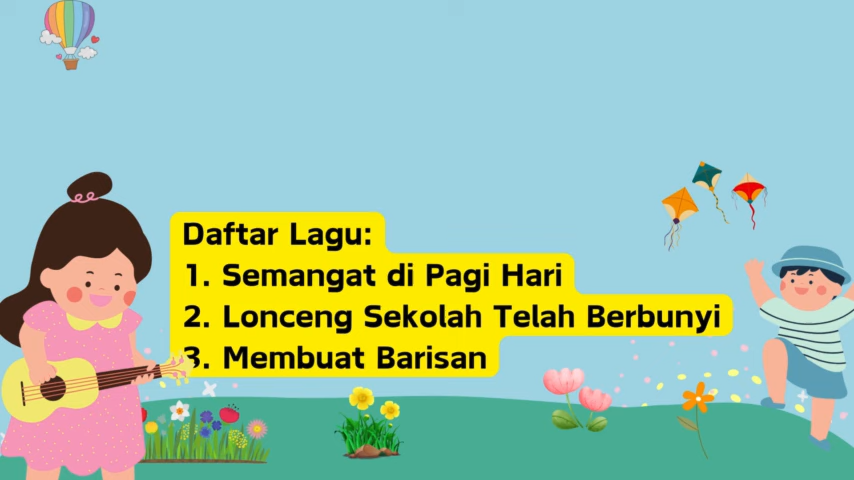 Daftar Lagu:
1. Semangat di Pagi Hari
2. Lonceng Sekolah Telah Berbunyi
3. Membuat Barisan